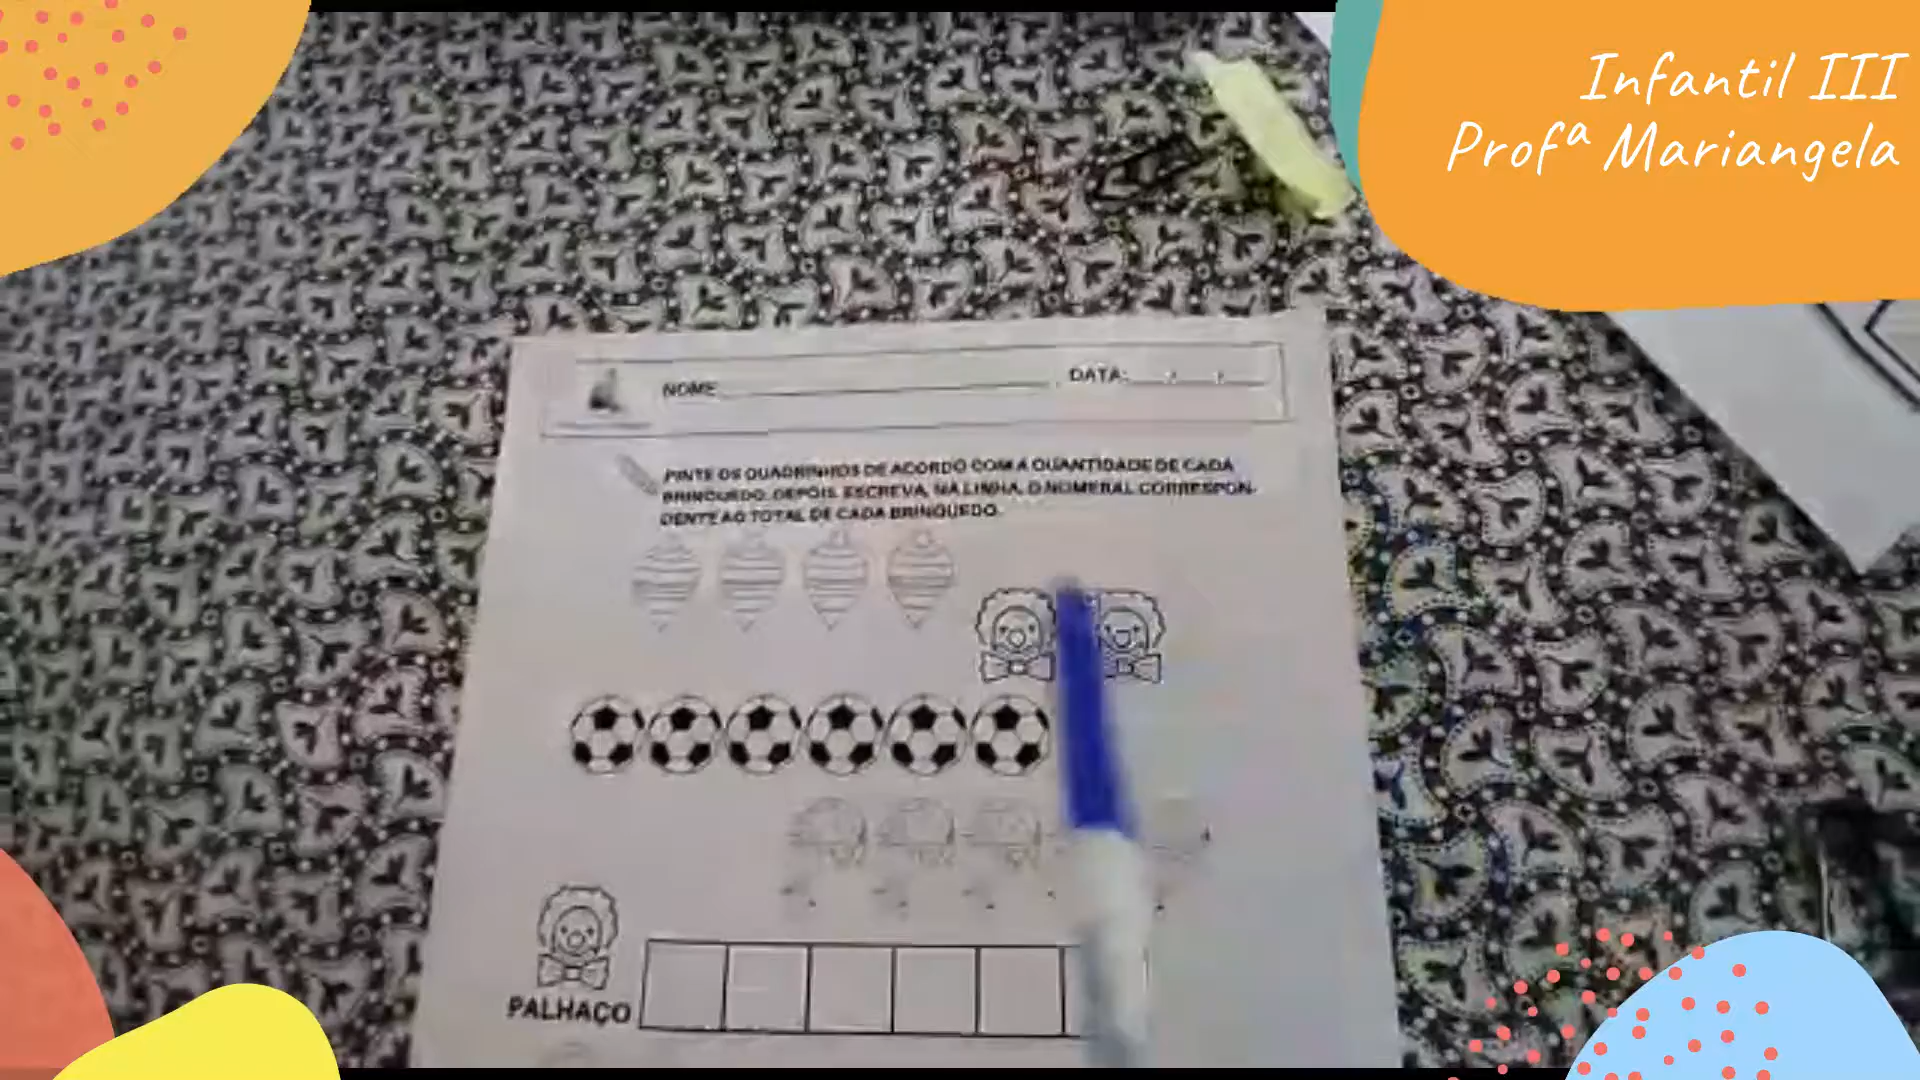 Infantil III
Profª Mariangela
NOME DATA:
PINTE OS QUADRINHOS DE ACORDO COM A QUANTIDADE DE CADA
BRINQUEDO. DEPOIS, ESCREVA, NA LINHA, O NUMERAL CORRESPON-
DENTE AO TOTAL DE CADA BRINQUEDO.
PALHAÇO